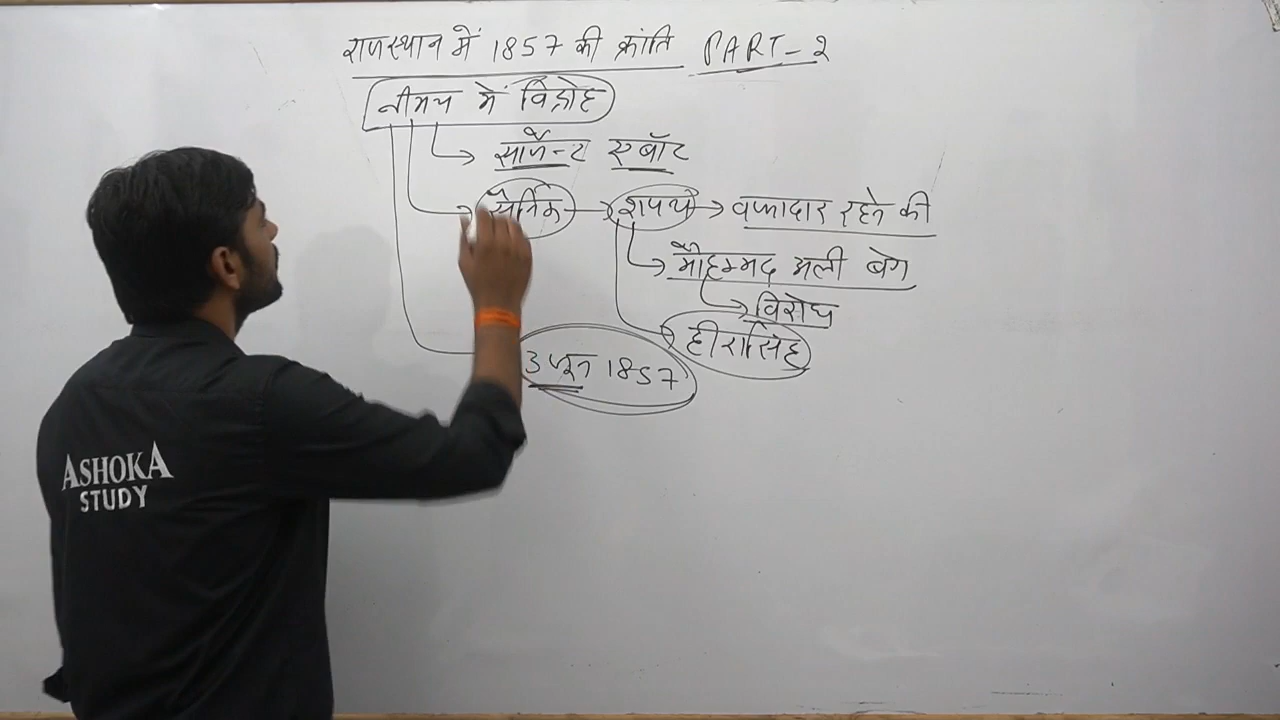 राजस्थान में 1857 की क्रांति PART-2
नीमच में विद्रोह
सार्जेन्ट एबॉट
शपथ वफादार रहने की
मौहम्मद अली बेग
विरोध
हीरासिंह
3 जून 1857
ASHOKA
STUDY